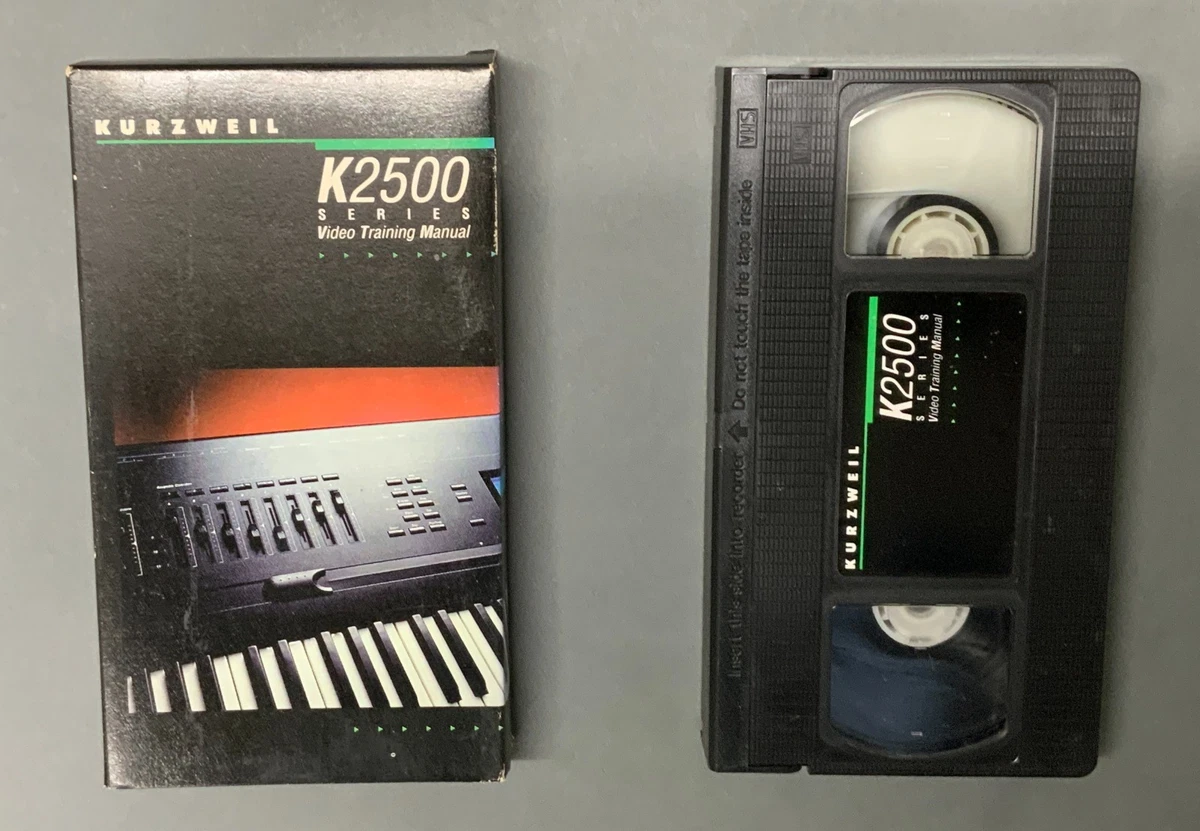 KURZWEIL
K2500
SERIES
Video Training Manual
VHS
Insert this side into recorder
Do not touch the tape inside
KURZWEIL
K2500
SERIES
Video Training Manual